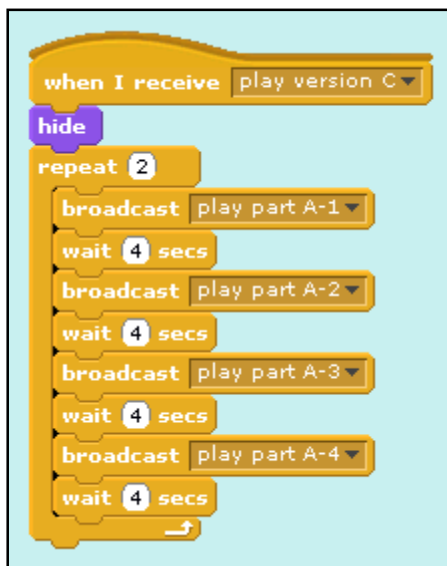 when I receive play version C
hide
repeat 2
broadcast play part A-1
wait 4 secs
broadcast play part A-2
wait 4 secs
broadcast play part A-3
wait 4 secs
broadcast play part A-4
wait 4 secs